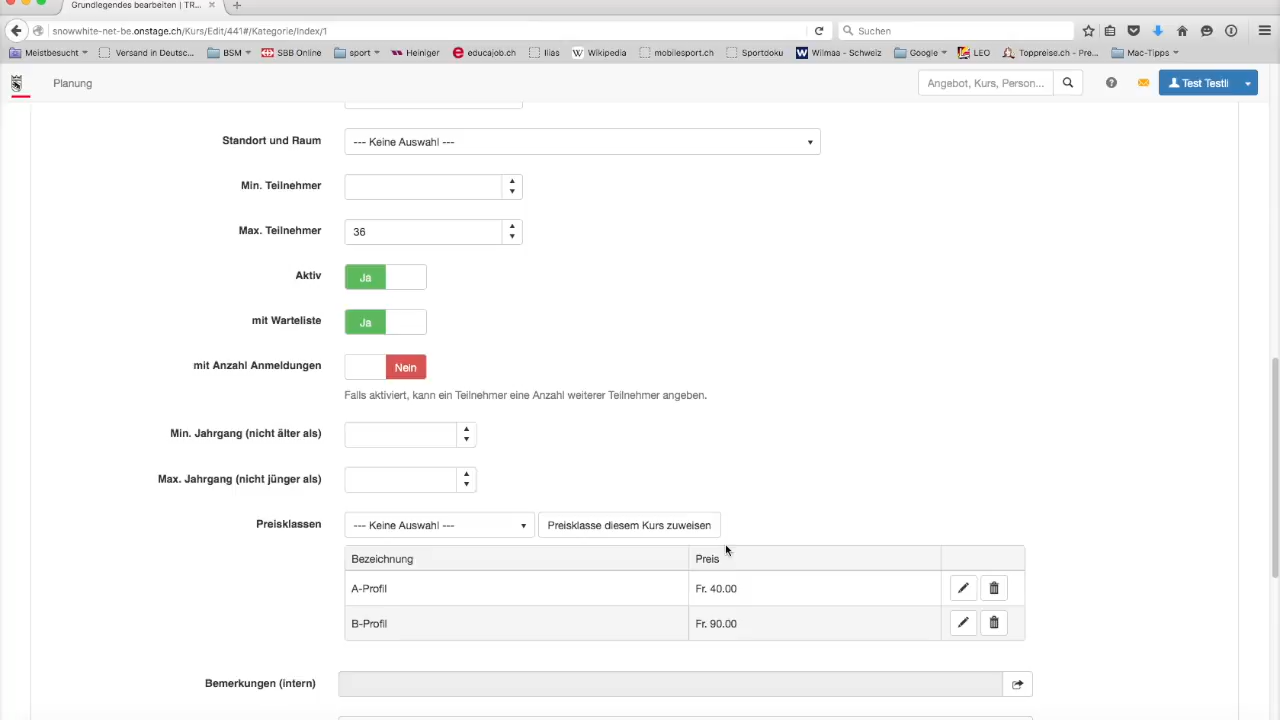 Grundlegendes bearbeiten | TR...
snowwhite-net-be.onstage.ch/Kurs/Edit/441#/Kategorie/Index/1
Suchen
Meistbesucht
Versand in Deutsc...
BSM
SBB Online
sport
Heiniger
educajob.ch
Ilias
Wikipedia
mobilesport.ch
Sportdoku
Wilmas - Schweiz
Google
LEO
Toppreise.ch - Pre...
Mac-Tipps
Planung
Angebot, Kurs, Person...
Test Testli
Standort und Raum
--- Keine Auswahl ---
Min. Teilnehmer
Max. Teilnehmer
36
Aktiv
Ja
mit Warteliste
Ja
mit Anzahl Anmeldungen
Nein
Falls aktiviert, kann ein Teilnehmer eine Anzahl weiterer Teilnehmer angeben.
Min. Jahrgang (nicht älter als)
Max. Jahrgang (nicht jünger als)
Preisklassen
--- Keine Auswahl ---
Preisklasse diesem Kurs zuweisen
Bezeichnung
Preis
A-Profil
Fr. 40.00
B-Profil
Fr. 90.00
Bemerkungen (intern)